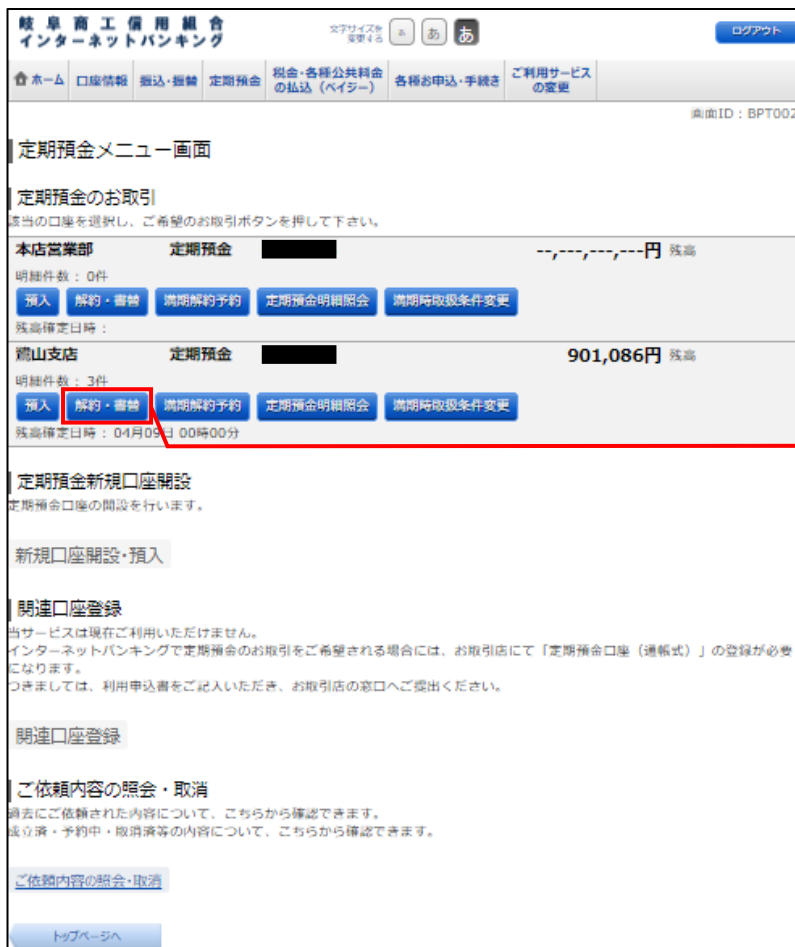 岐阜商工信用組合
インターネットバンキング
文字サイズを
変更する
あ あ あ
ログアウト
ホーム 口座情報 振込・振替 定期預金 税金・各種公共料金の払込（ペイジー） 各種お申込・手続き ご利用サービスの変更
画面ID：BPT002
定期預金メニュー画面
定期預金のお取引
該当の口座を選択し、ご希望のお取引ボタンを押して下さい。
本店営業部 定期預金 --,---,---,---円 残高
明細件数：0件
預入 解約・書替 満期解約予約 定期預金明細照会 満期時取扱条件変更
残高確定日時：
鷺山支店 定期預金 901,086円 残高
明細件数：3件
預入 解約・書替 満期解約予約 定期預金明細照会 満期時取扱条件変更
残高確定日時：04月09日 00時00分
定期預金新規口座開設
定期預金口座の開設を行います。
新規口座開設・預入
関連口座登録
当サービスは現在ご利用いただけません。
インターネットバンキングで定期預金のお取引をご希望される場合には、お取引店にて「定期預金口座（通帳式）」の登録が必要
になります。
つきましては、利用申込書をご記入いただき、お取引店の窓口へご提出ください。
関連口座登録
ご依頼内容の照会・取消
過去にご依頼された内容について、こちらから確認できます。
成立済・予約中・取消済等の内容について、こちらから確認できます。
ご依頼内容の照会・取消
トップページへ